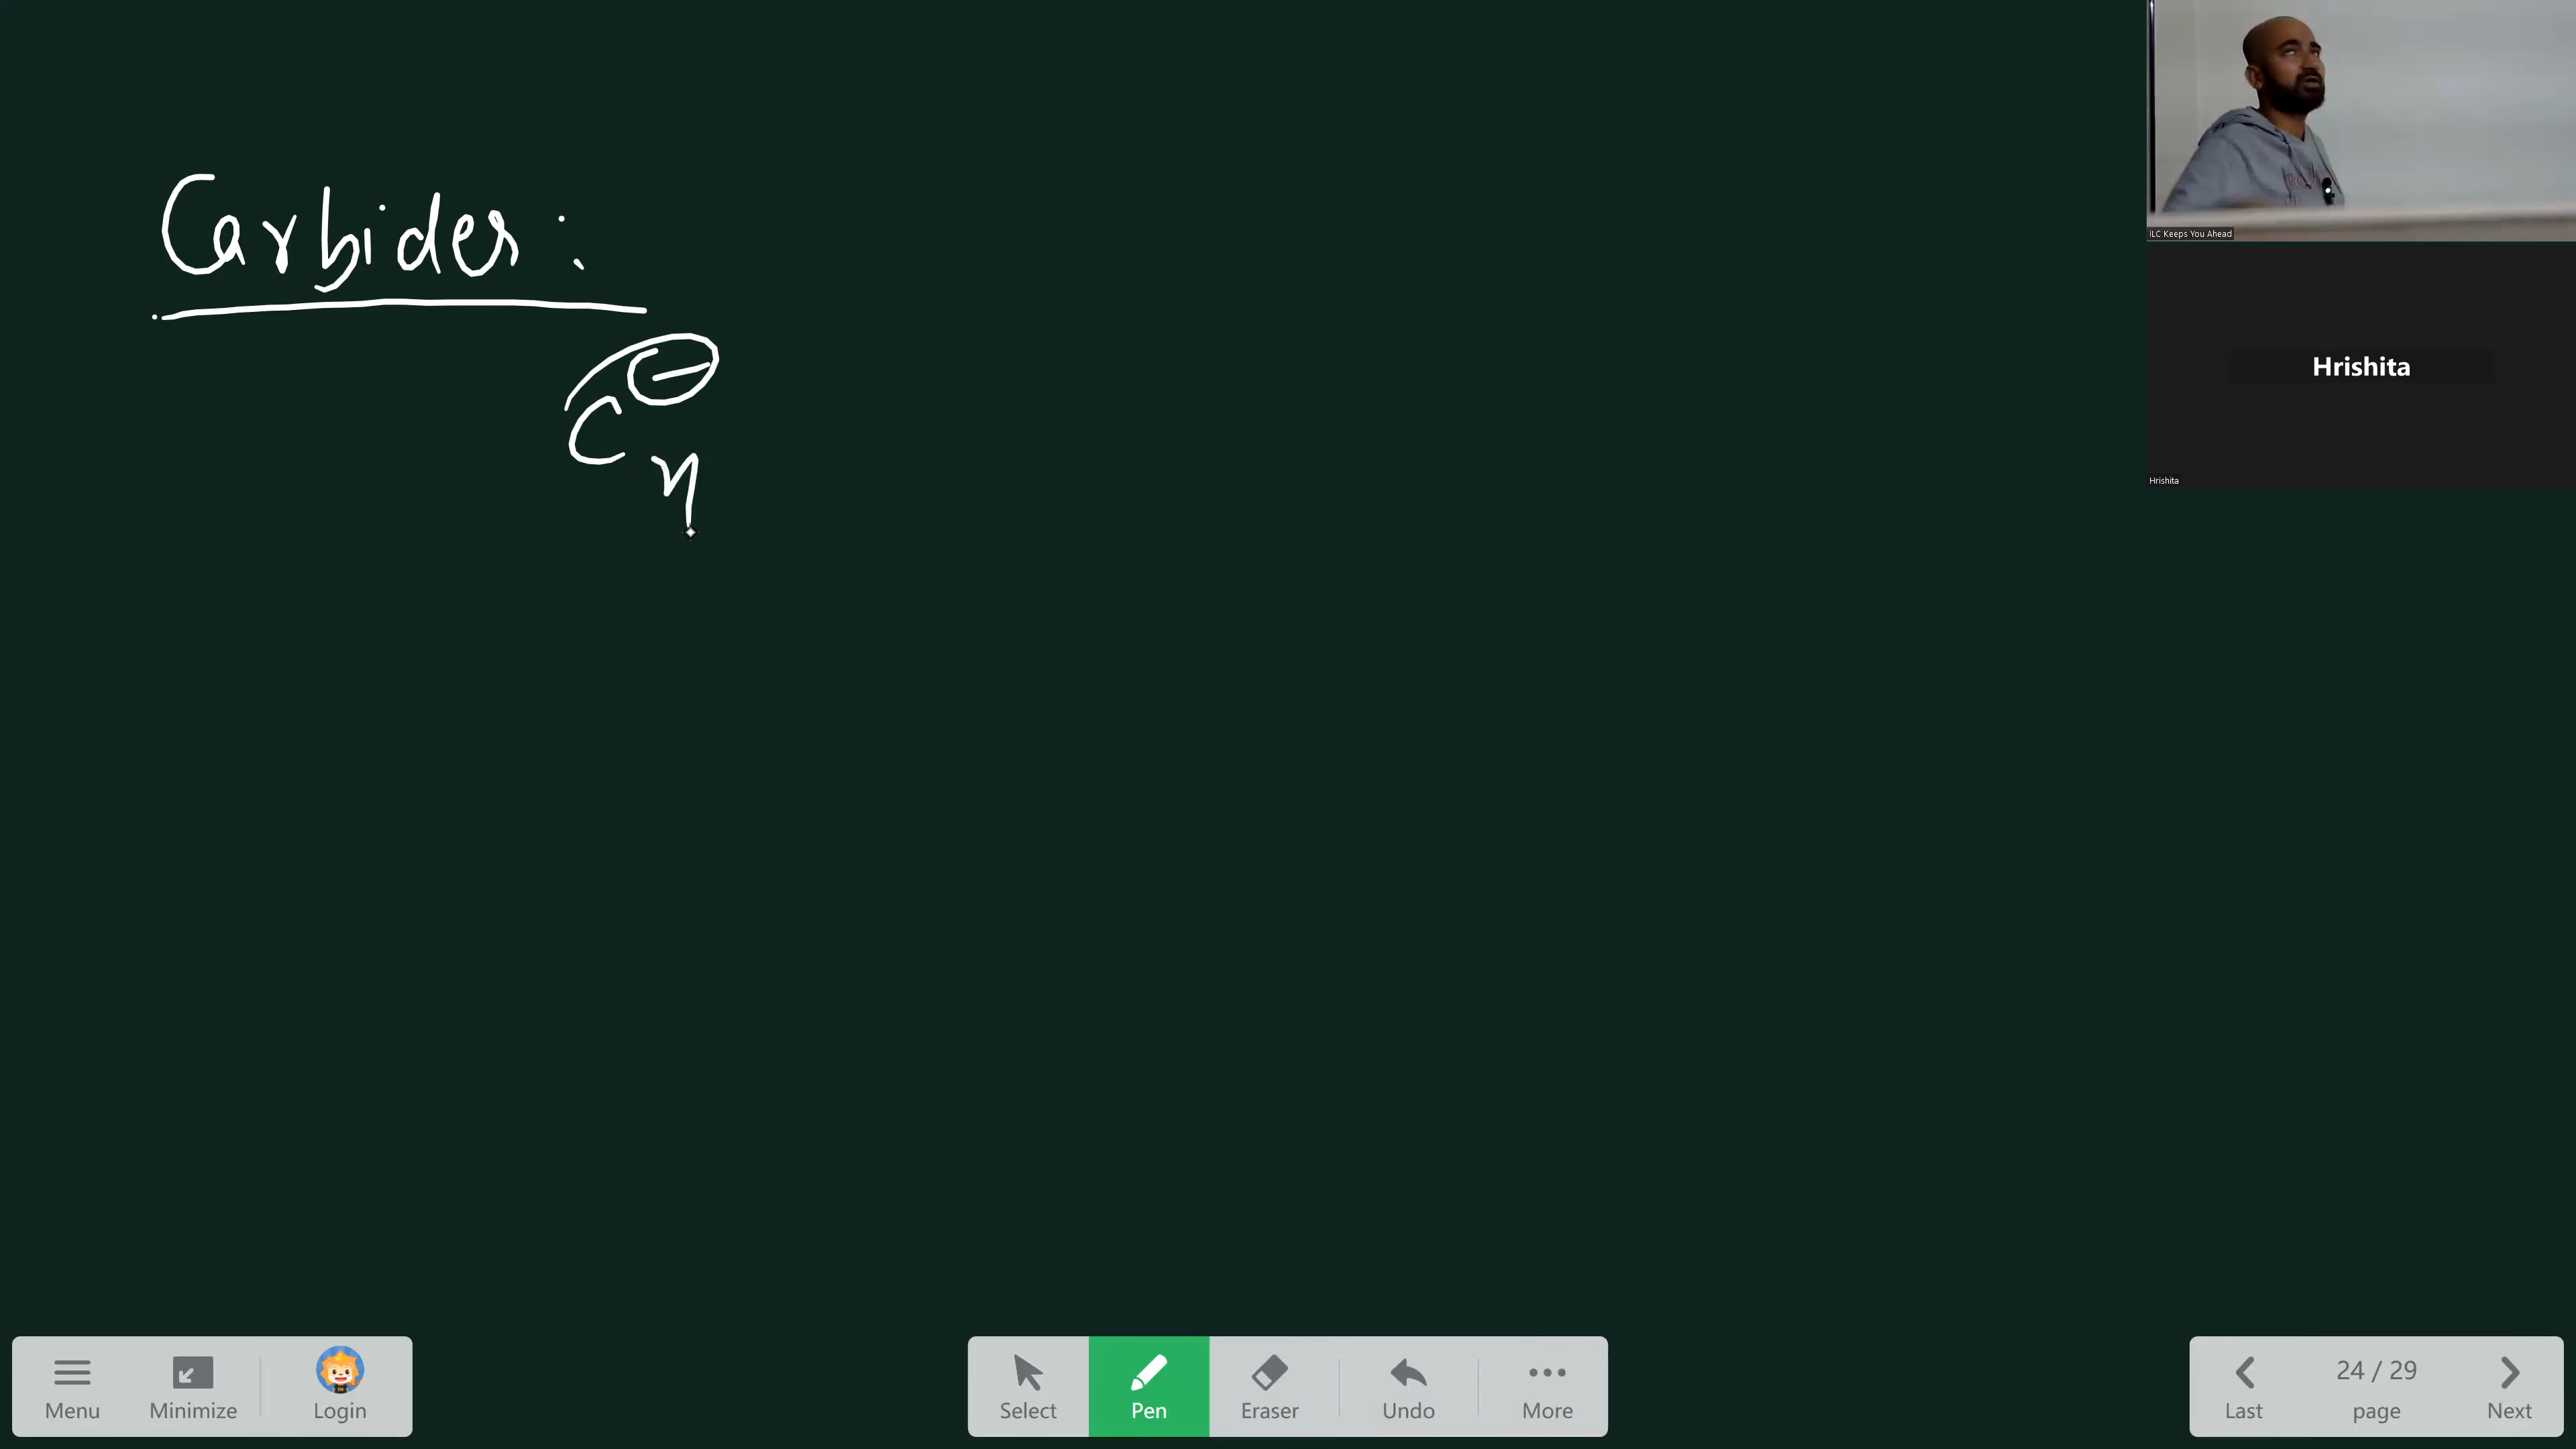 Carbides :
C⊖
n
ILC Keeps You Ahead
Hrishita
Hrishita
Menu Minimize Login
Select Pen Eraser Undo More
Last 24 / 29 page Next